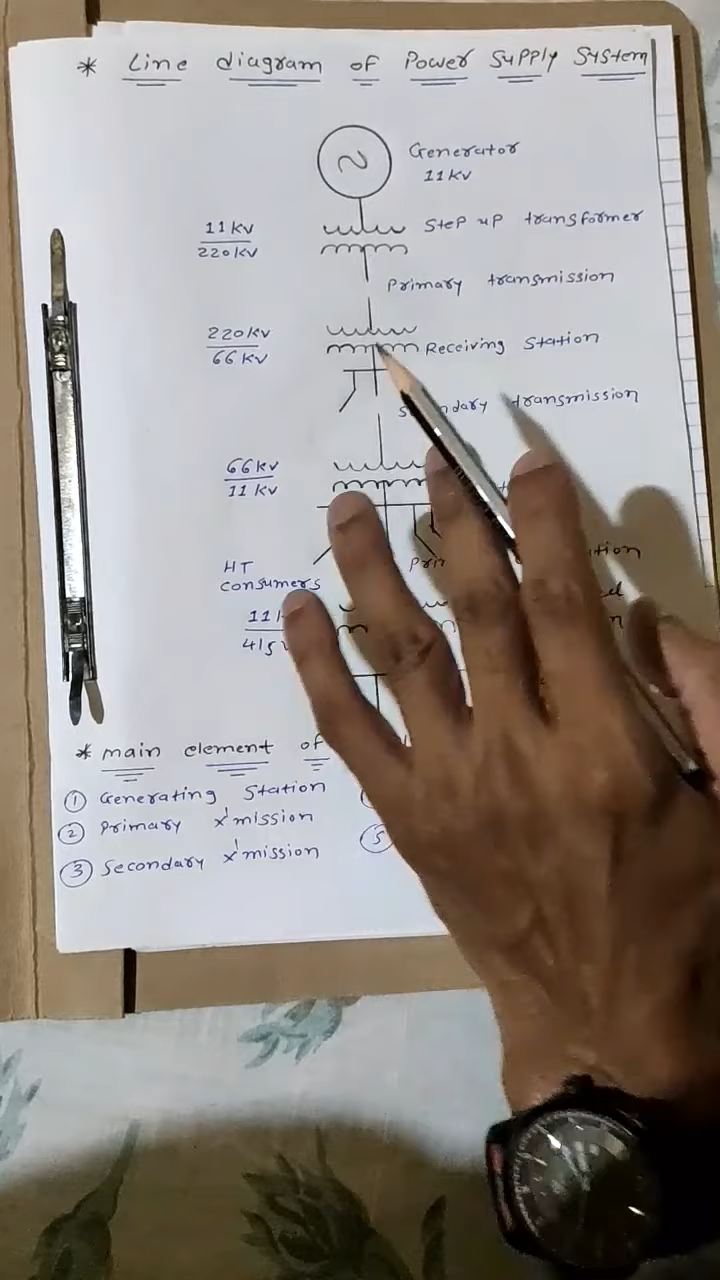 * Line diagram of Power Supply System
Generator
11 kv
11 kv
220 kv
Step up transformer
Primary transmission
220 kv
66 kv
Receiving Station
transmission
66 kv
11 kv
HT
consumers
* main element of
① Generating Station
② Primary x'mission
③ Secondary x'mission
⑤